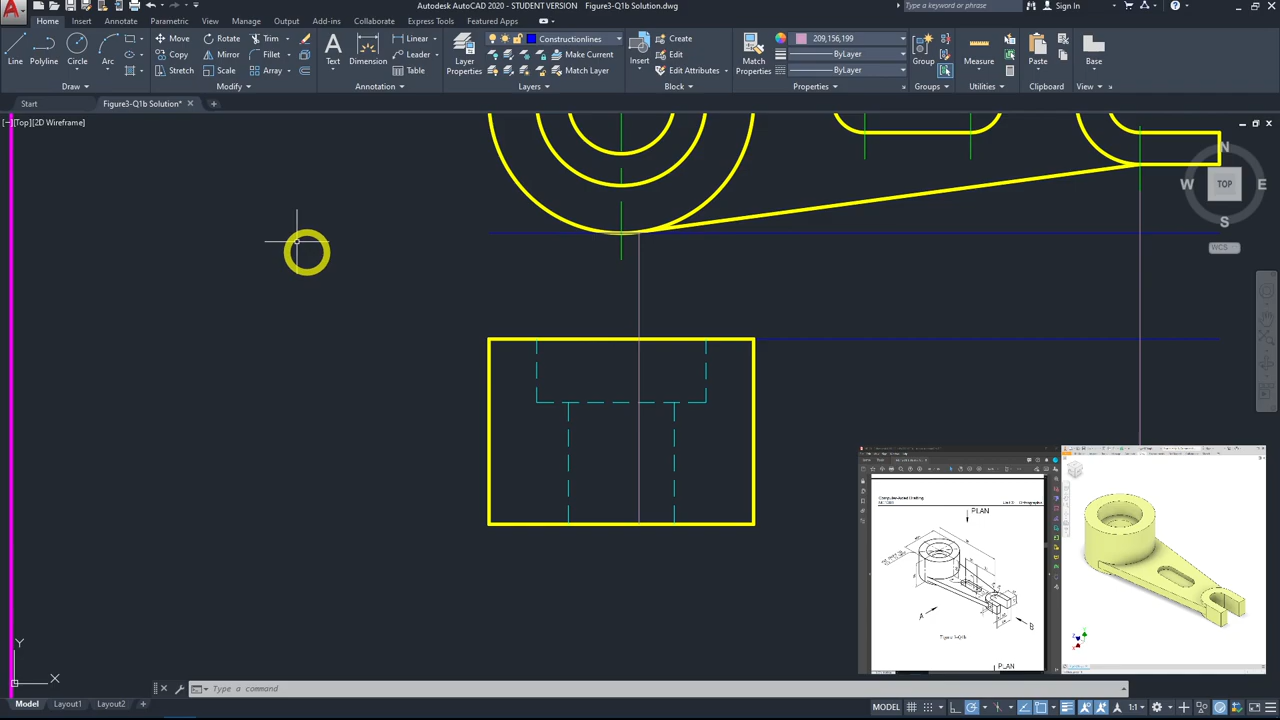 Autodesk AutoCAD 2020 - STUDENT VERSION Figure3-Q1b Solution.dwg
Type a keyword or phrase
Sign In
Home Insert Annotate Parametric View Manage Output Add-ins Collaborate Express Tools Featured Apps
Line Polyline Circle Arc
Move Rotate Trim
Copy Mirror Fillet
Stretch Scale Array
Text Dimension
Linear
Leader
Table
Layer Properties
Constructionlines
Make Current
Match Layer
Insert
Create
Edit
Edit Attributes
Match Properties
209,156,199
ByLayer
ByLayer
Group
Measure
Paste
Base
Draw Modify Annotation Layers Block Properties Groups Utilities Clipboard View
Start Figure3-Q1b Solution*
[−][Top][2D Wireframe]
N
W TOP E
S
WCS
PLAN
A
B
PLAN
Y
X
Type a command
Model Layout1 Layout2
MODEL
1:1